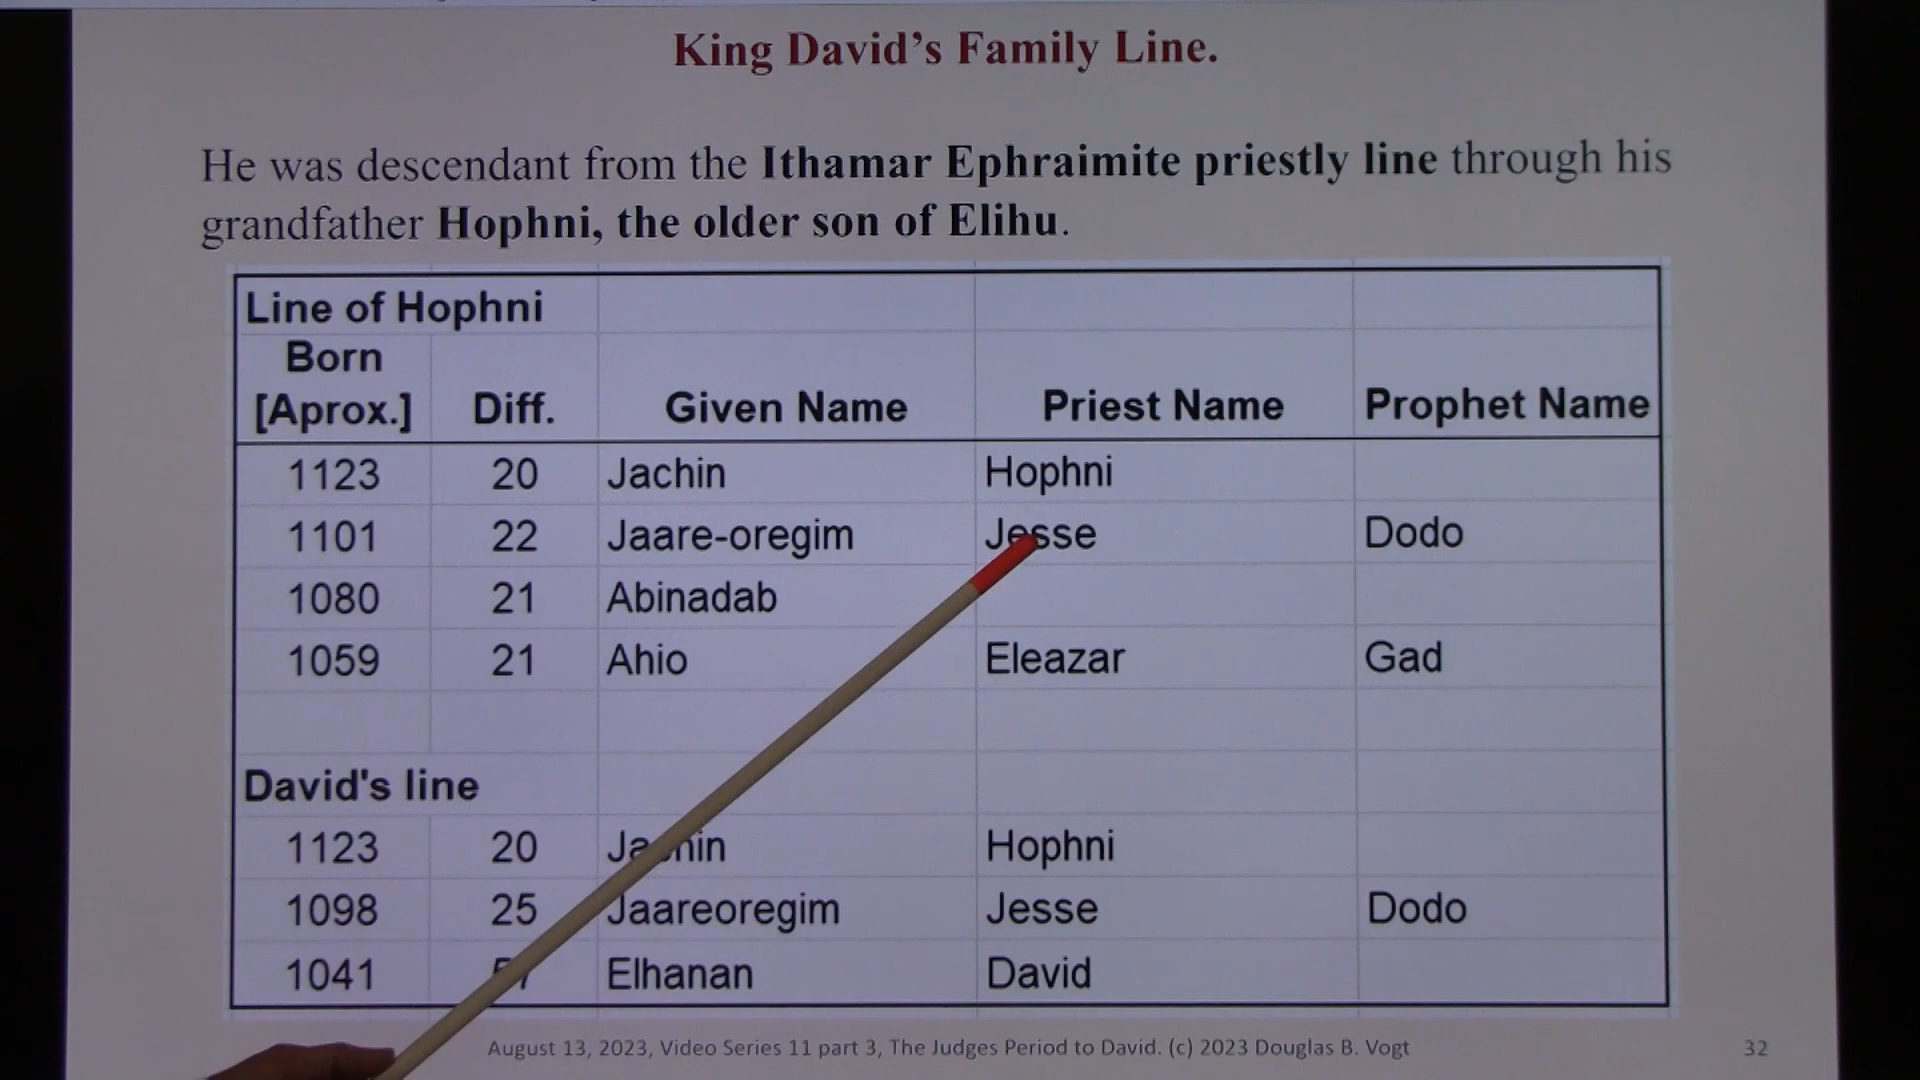 King David's Family Line.
He was descendant from the Ithamar Ephraimite priestly line through his
grandfather Hophni, the older son of Elihu.
Line of Hophni
Born
[Aprox.] Diff. Given Name Priest Name Prophet Name
1123 20 Jachin Hophni
1101 22 Jaare-oregim Jesse Dodo
1080 21 Abinadab
1059 21 Ahio Eleazar Gad
David's line
1123 20 Jachin Hophni
1098 25 Jaareoregim Jesse Dodo
1041 57 Elhanan David
August 13, 2023, Video Series 11 part 3, The Judges Period to David. (c) 2023 Douglas B. Vogt 32